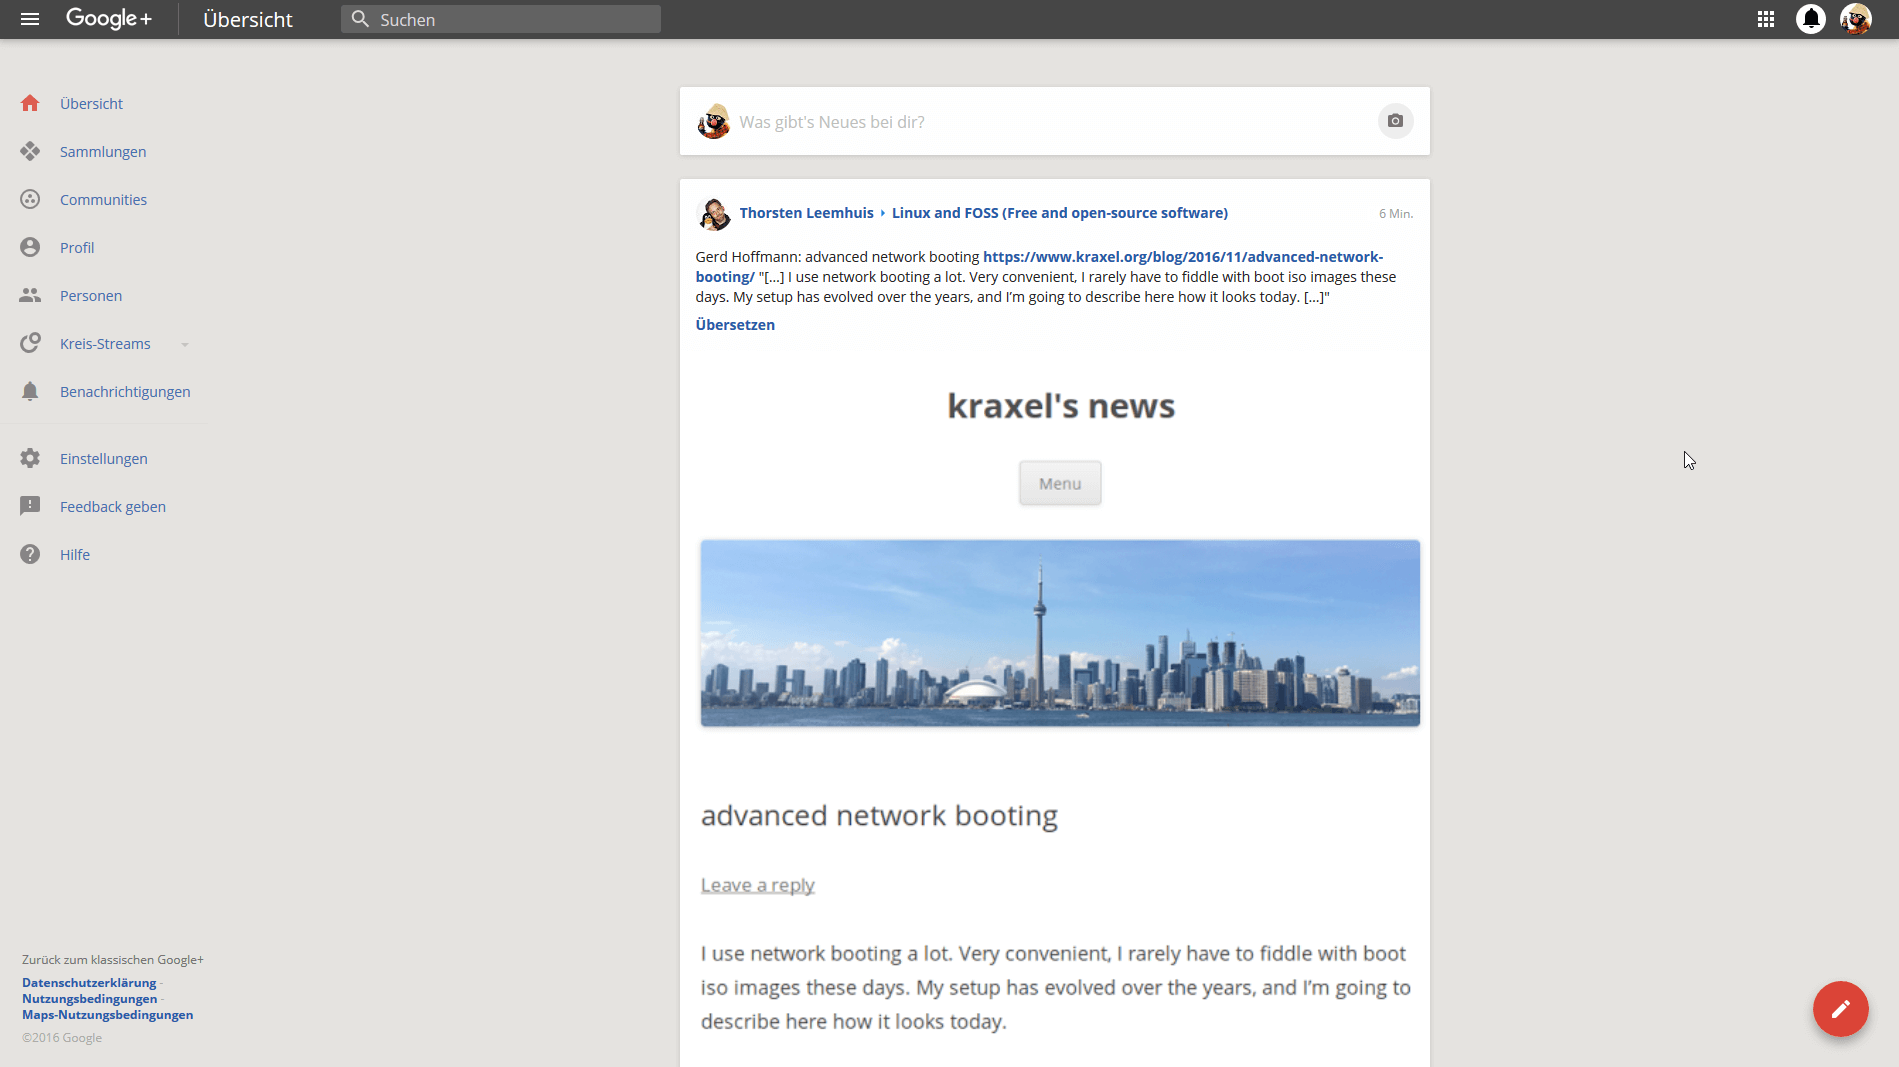 Google+
Übersicht
Suchen
Übersicht
Sammlungen
Communities
Profil
Personen
Kreis-Streams
Benachrichtigungen
Einstellungen
Feedback geben
Hilfe
Zurück zum klassischen Google+
Datenschutzerklärung -
Nutzungsbedingungen -
Maps-Nutzungsbedingungen
©2016 Google
Was gibt's Neues bei dir?
Thorsten Leemhuis Linux and FOSS (Free and open-source software)
6 Min.
Gerd Hoffmann: advanced network booting https://www.kraxel.org/blog/2016/11/advanced-network-
booting/ "[...] I use network booting a lot. Very convenient, I rarely have to fiddle with boot iso images these
days. My setup has evolved over the years, and I'm going to describe here how it looks today. [...]"
Übersetzen
kraxel's news
Menu
advanced network booting
Leave a reply
I use network booting a lot. Very convenient, I rarely have to fiddle with boot
iso images these days. My setup has evolved over the years, and I'm going to
describe here how it looks today.